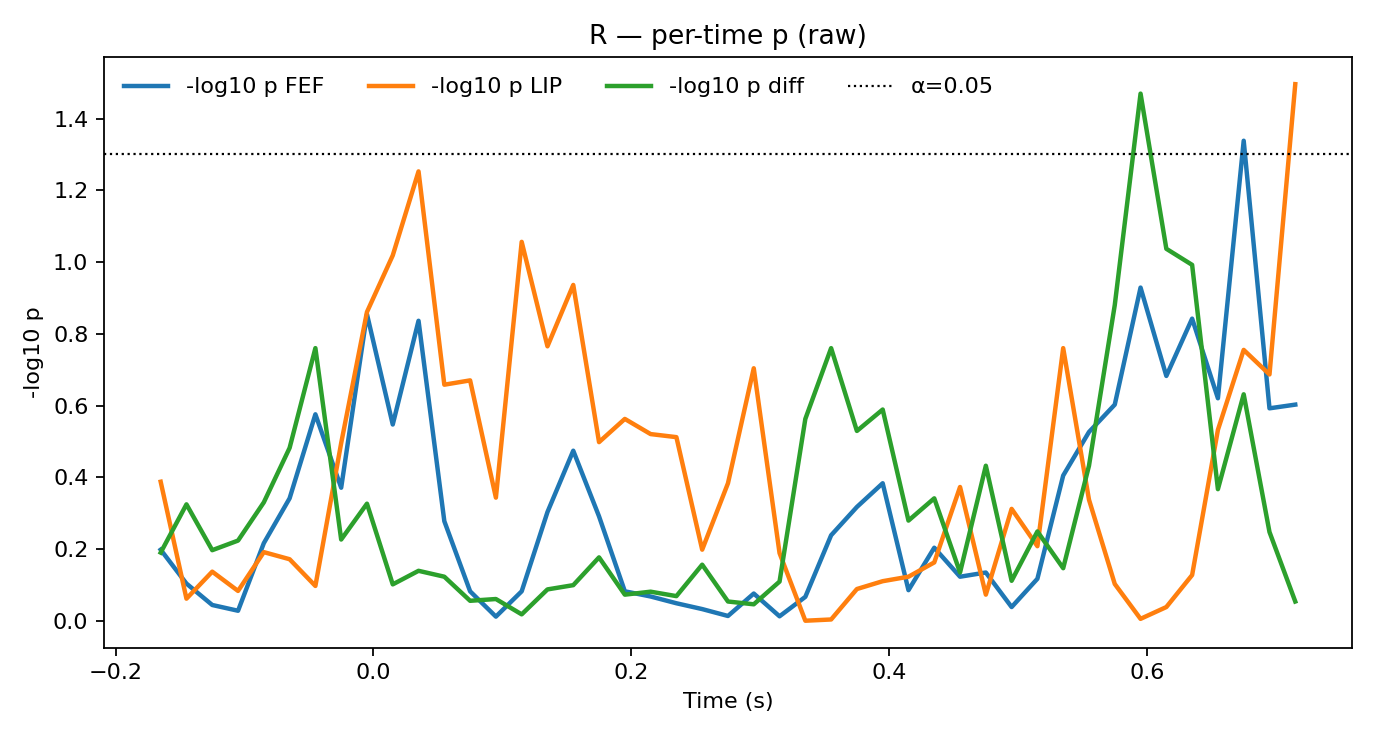 R — per-time p (raw)
-log10 p FEF
-log10 p LIP
-log10 p diff
α=0.05
1.4
1.2
1.0
0.8
0.6
0.4
0.2
0.0
-log10 p
−0.2
0.0
0.2
0.4
0.6
Time (s)